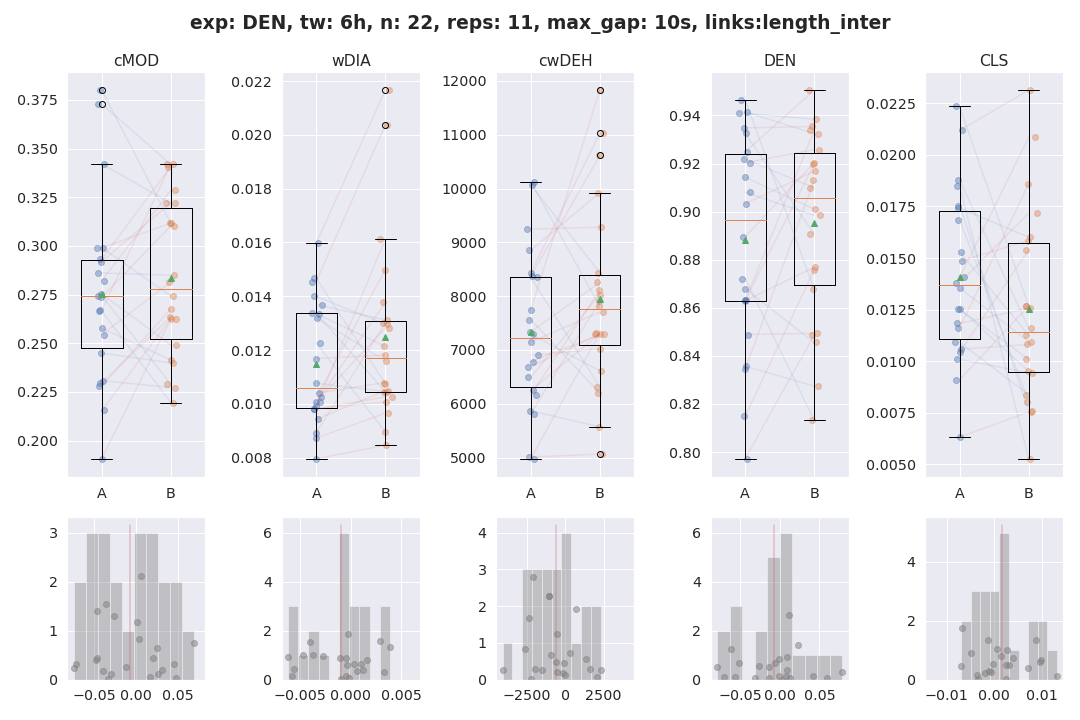 exp: DEN, tw: 6h, n: 22, reps: 11, max_gap: 10s, links:length_inter
cMOD wDIA cwDEH DEN CLS
0.375 0.350 0.325 0.300 0.275 0.250 0.225 0.200
A B
0.022 0.020 0.018 0.016 0.014 0.012 0.010 0.008
A B
12000 11000 10000 9000 8000 7000 6000 5000
A B
0.94 0.92 0.90 0.88 0.86 0.84 0.82 0.80
A B
0.0225 0.0200 0.0175 0.0150 0.0125 0.0100 0.0075 0.0050
A B
3 2 1 0
−0.05 0.00 0.05
6 4 2 0
−0.005 0.000 0.005
4 3 2 1 0
−2500 0 2500
6 4 2 0
−0.05 0.00 0.05
4 2 0
−0.01 0.00 0.01